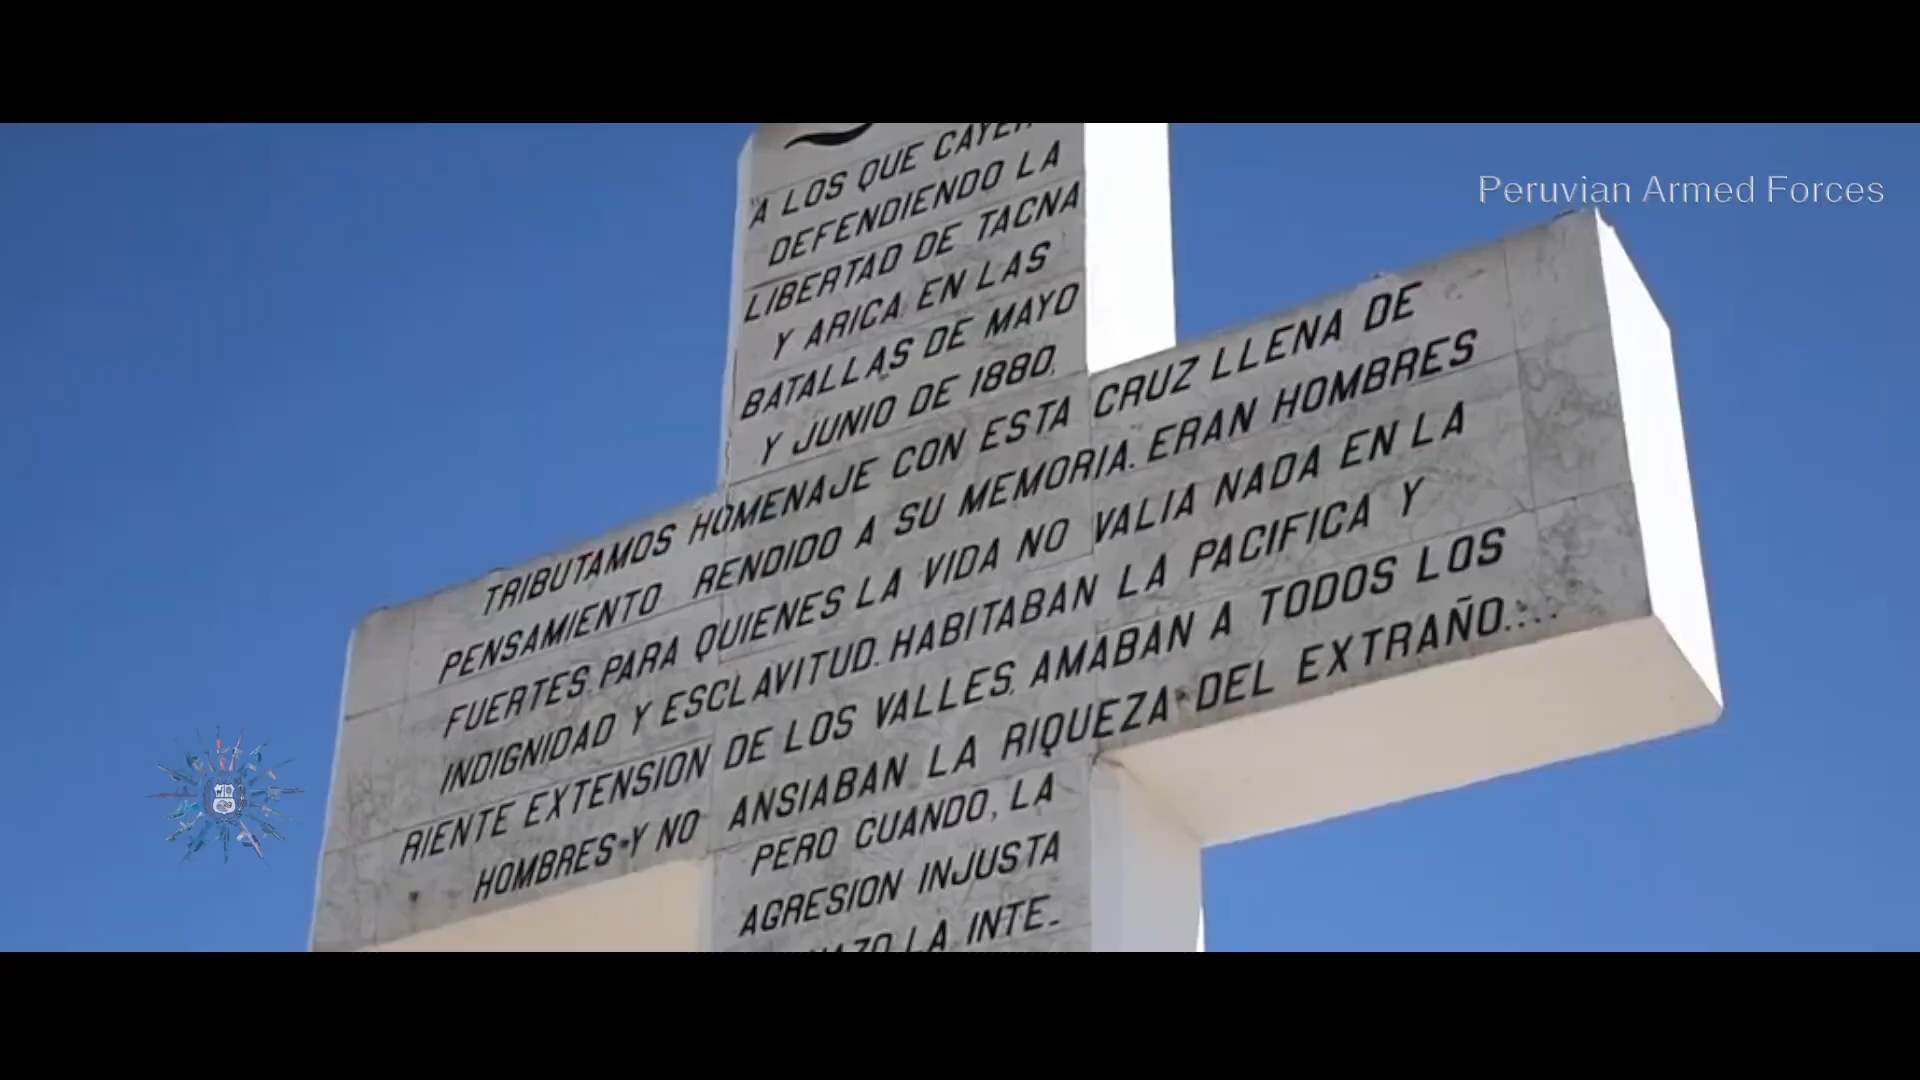 A LOS QUE
DEFENDIENDO LA
LIBERTAD DE TACNA
Y ARICA, EN LAS
BATALLAS DE MAYO
Y JUNIO DE 1880,
TRIBUTAMOS HOMENAJE CON ESTA CRUZ LLENA DE
PENSAMIENTO RENDIDO A SU MEMORIA. ERAN HOMBRES
FUERTES, PARA QUIENES LA VIDA NO VALIA NADA EN LA
INDIGNIDAD Y ESCLAVITUD. HABITABAN LA PACIFICA Y
RIENTE EXTENSION DE LOS VALLES, AMABAN A TODOS LOS
HOMBRES Y NO ANSIABAN LA RIQUEZA DEL EXTRAÑO....
PERO CUANDO, LA
AGRESION INJUSTA
LA INTE-
Peruvian Armed Forces